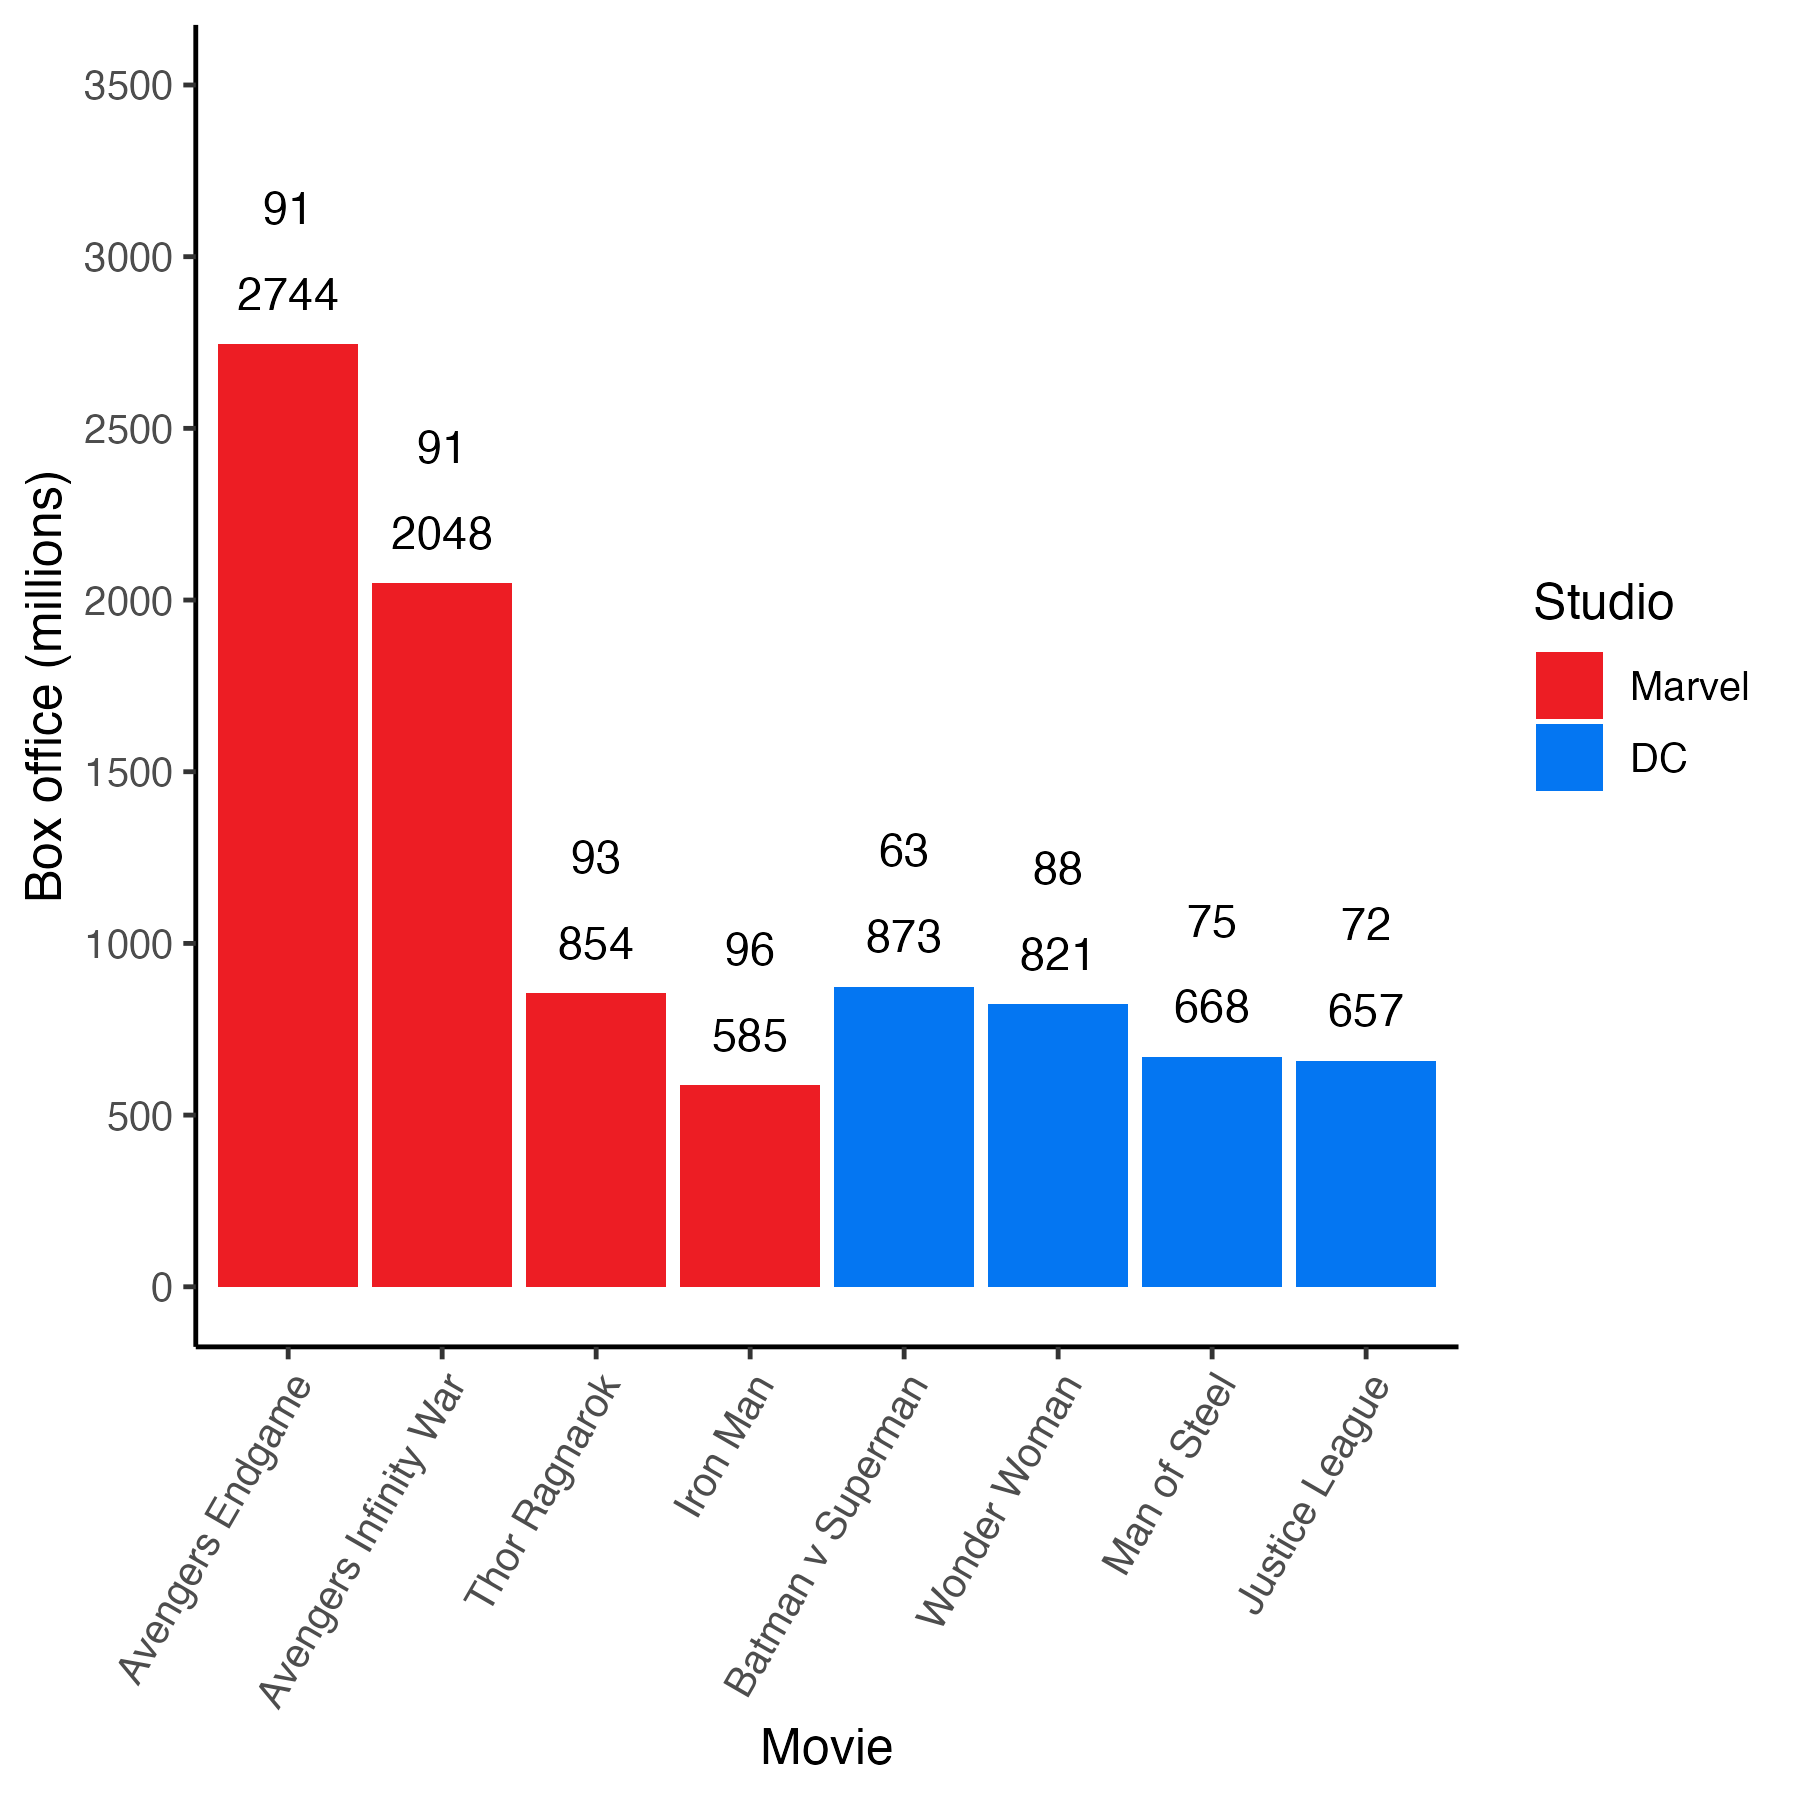 3500
3000
2500
2000
1500
1000
500
0
Box office (millions)
91
2744
91
2048
93
854
96
585
63
873
88
821
75
668
72
657
Avengers Endgame
Avengers Infinity War
Thor Ragnarok
Iron Man
Batman v Superman
Wonder Woman
Man of Steel
Justice League
Movie
Studio
Marvel
DC